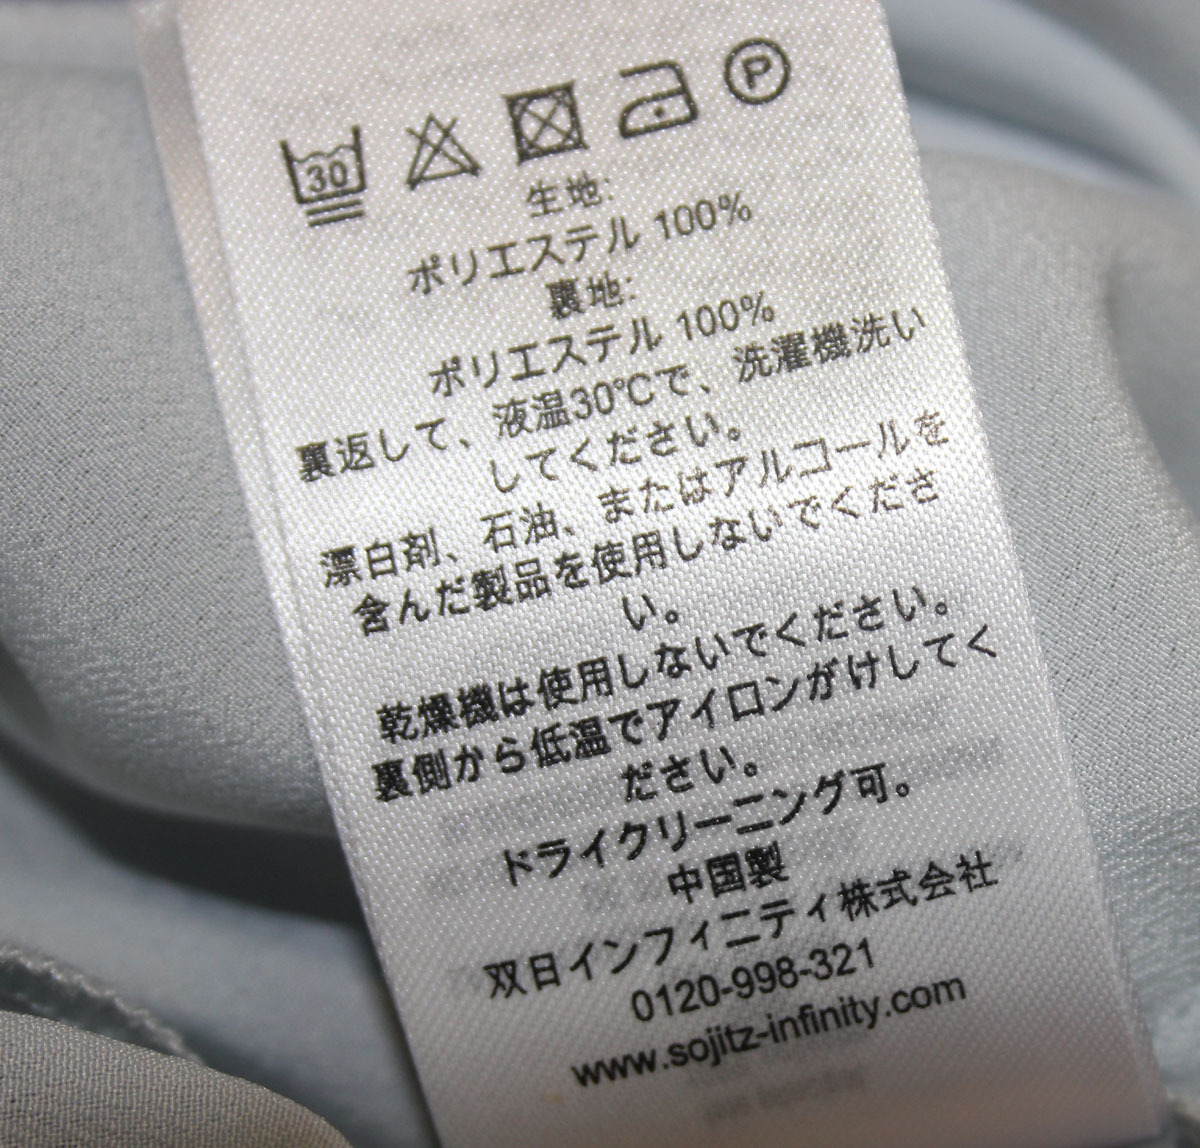 30
P
生地:
ポリエステル 100%
裏地:
ポリエステル 100%
裏返して、液温30℃で、洗濯機洗い
してください。
漂白剤、石油、またはアルコールを
含んだ製品を使用しないでくださ
い。
乾燥機は使用しないでください。
裏側から低温でアイロンがけしてく
ださい。
ドライクリーニング可。
中国製
双日インフィニティ株式会社
0120-998-321
www.sojitz-infinity.com